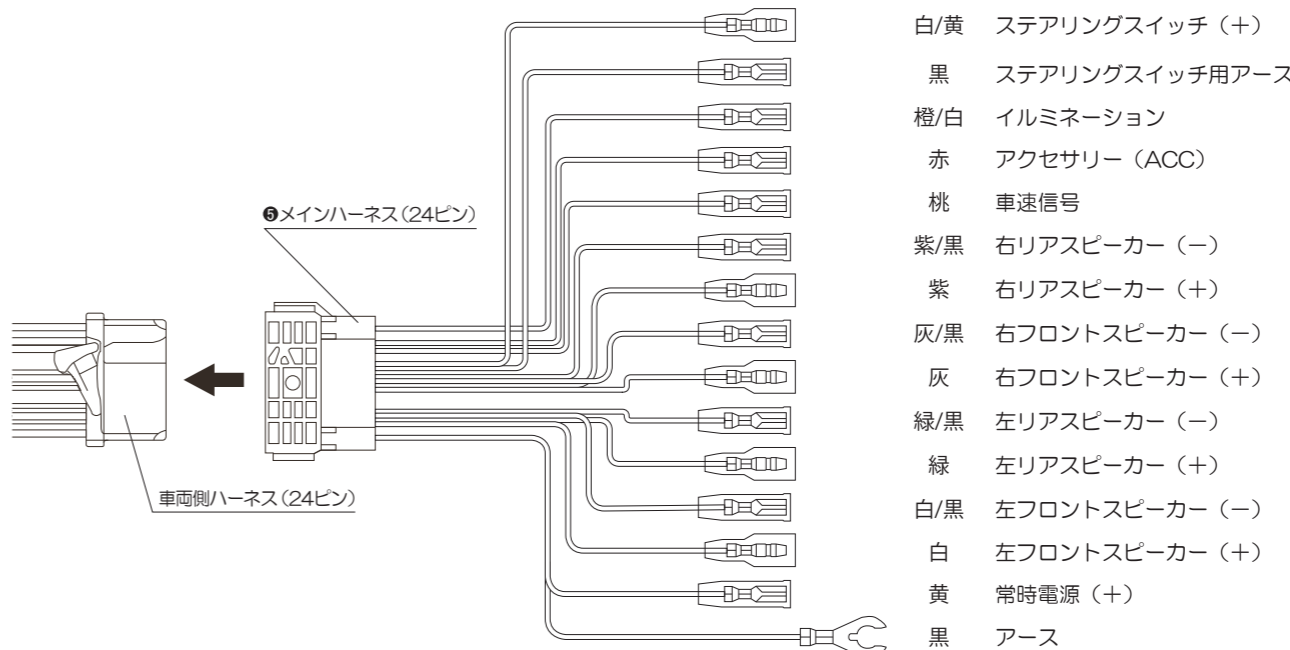 白/黄 ステアリングスイッチ（＋）
黒 ステアリングスイッチ用アース
橙/白 イルミネーション
赤 アクセサリー（ACC）
桃 車速信号
紫/黒 右リアスピーカー（−）
紫 右リアスピーカー（＋）
灰/黒 右フロントスピーカー（−）
灰 右フロントスピーカー（＋）
緑/黒 左リアスピーカー（−）
緑 左リアスピーカー（＋）
白/黒 左フロントスピーカー（−）
白 左フロントスピーカー（＋）
黄 常時電源（＋）
黒 アース
❺メインハーネス（24ピン）
車両側ハーネス（24ピン）